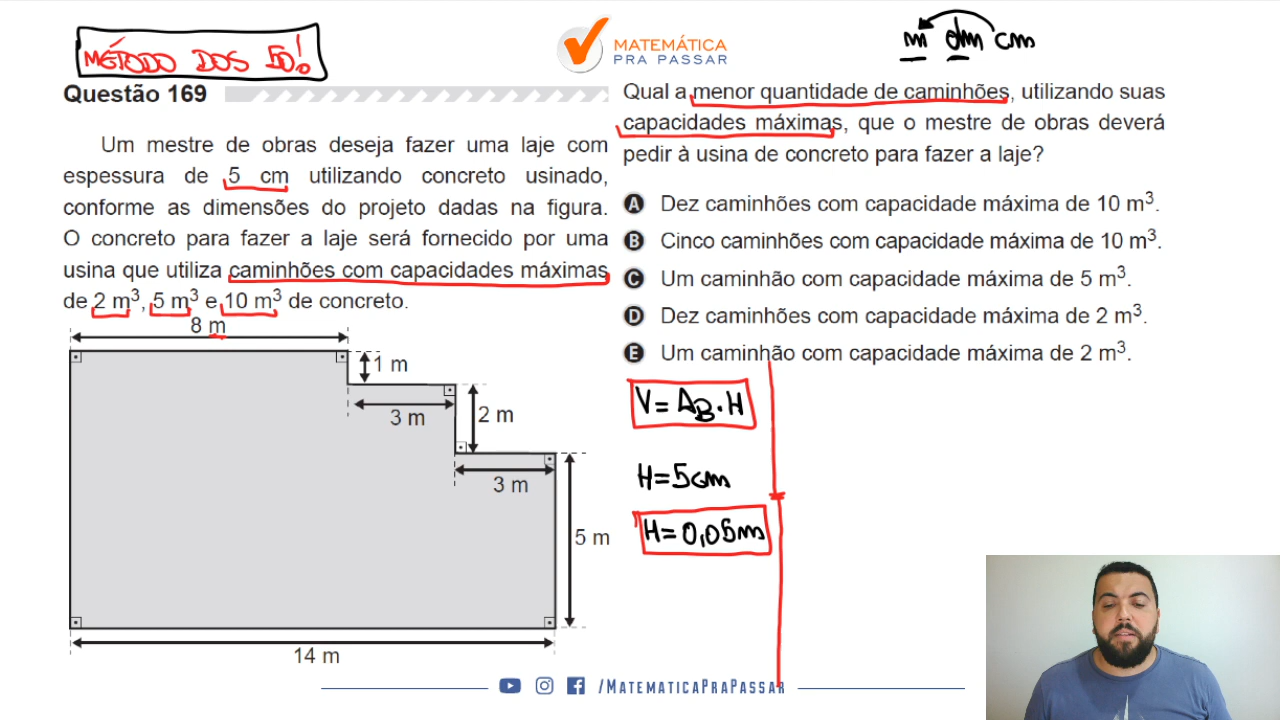 MÉTODO DOS 50!
MATEMÁTICA
PRA PASSAR
m dm cm
Questão 169
Um mestre de obras deseja fazer uma laje com
espessura de 5 cm utilizando concreto usinado,
conforme as dimensões do projeto dadas na figura.
O concreto para fazer a laje será fornecido por uma
usina que utiliza caminhões com capacidades máximas
de 2 m³, 5 m³ e 10 m³ de concreto.
8 m
1 m
3 m
2 m
3 m
5 m
14 m
Qual a menor quantidade de caminhões, utilizando suas
capacidades máximas, que o mestre de obras deverá
pedir à usina de concreto para fazer a laje?
A Dez caminhões com capacidade máxima de 10 m³.
B Cinco caminhões com capacidade máxima de 10 m³.
C Um caminhão com capacidade máxima de 5 m³.
D Dez caminhões com capacidade máxima de 2 m³.
E Um caminhão com capacidade máxima de 2 m³.
V = AB . H
H = 5cm
H = 0,05m
/MatematicaPraPassar